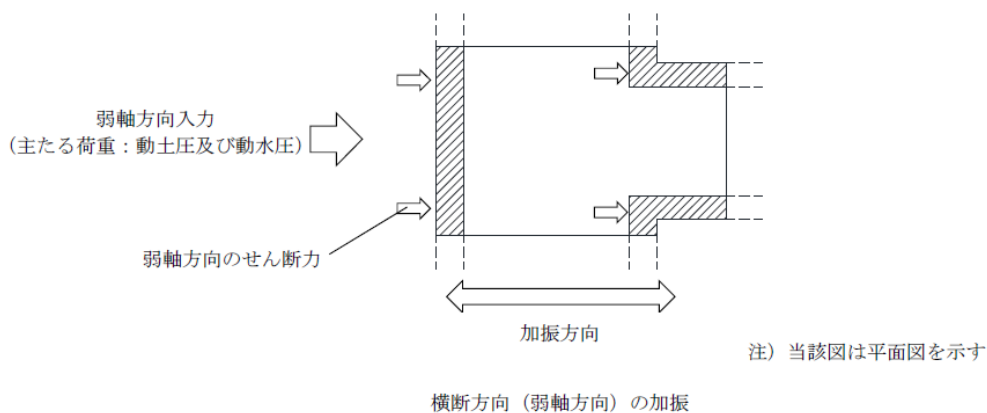 弱軸方向入力
（主たる荷重：動土圧及び動水圧）
弱軸方向のせん断力
加振方向
注）当該図は平面図を示す
横断方向（弱軸方向）の加振